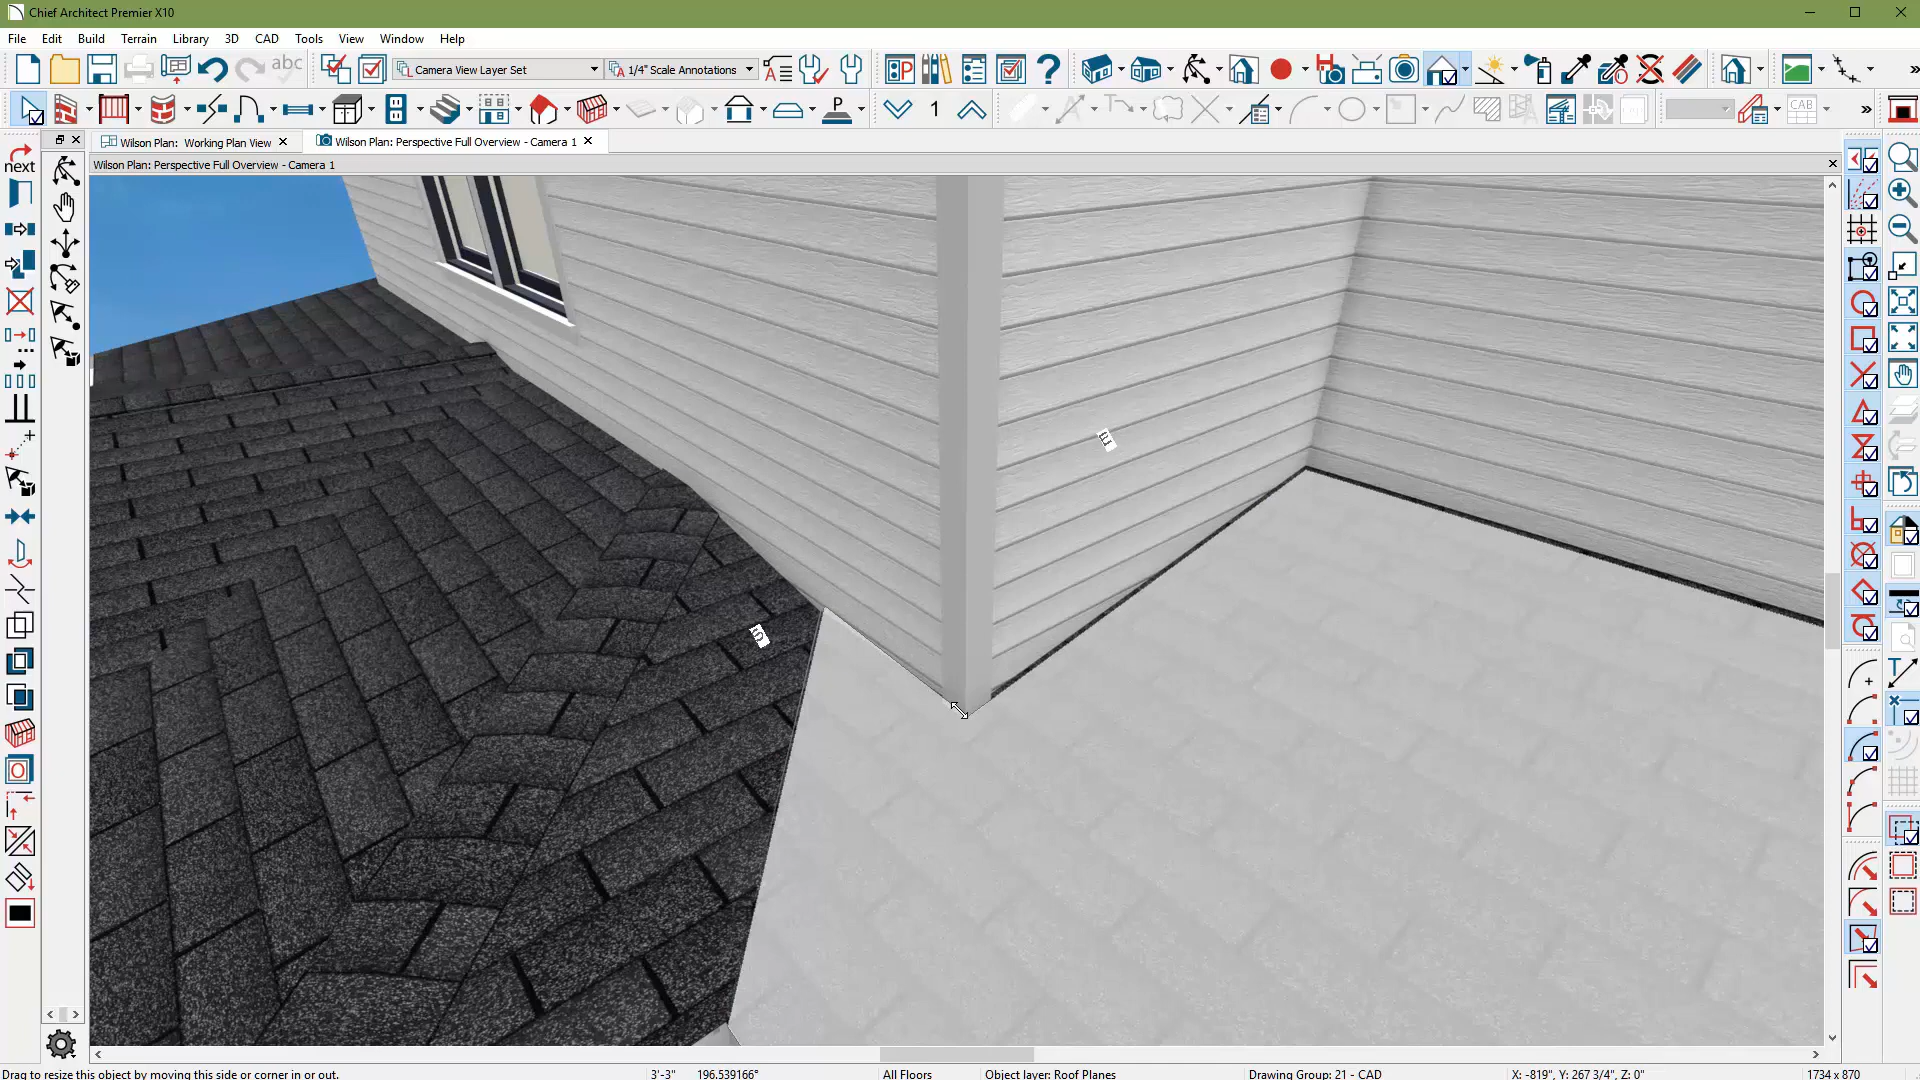 Chief Architect Premier X10
File Edit Build Terrain Library 3D CAD Tools View Window Help
Camera View Layer Set
1/4" Scale Annotations
1
CAB
next
Wilson Plan: Working Plan View
Wilson Plan: Perspective Full Overview - Camera 1
Wilson Plan: Perspective Full Overview - Camera 1
Drag to resize this object by moving this side or corner in or out.
3'-3"
196.539166°
All Floors
Object layer: Roof Planes
Drawing Group: 21 - CAD
X: -819", Y: 267 3/4", Z: 0"
1734 x 870